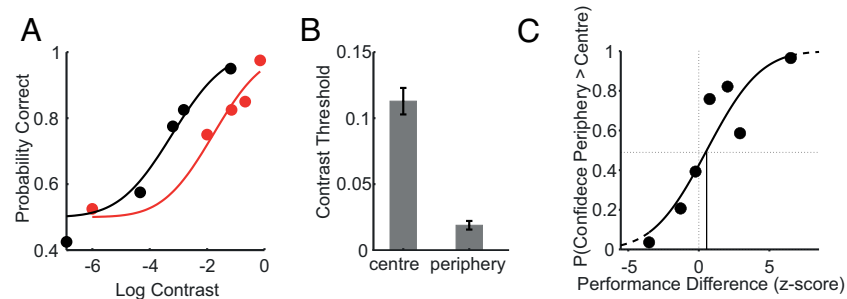 A
Probability Correct
1
0.8
0.6
0.4
-6
-4
-2
0
Log Contrast
B
Contrast Threshold
0.15
0.1
0.05
0
centre
periphery
C
P(Confidece Periphery > Centre)
1
0.8
0.6
0.4
0.2
0
-5
0
5
Performance Difference (z-score)